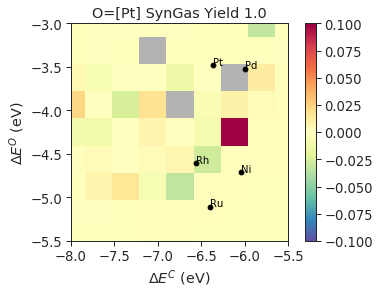 O=[Pt] SynGas Yield 1.0
−3.0
−3.5
−4.0
−4.5
−5.0
−5.5
ΔE^O (eV)
Pt
Pd
Rh
Ni
Ru
−8.0 −7.5 −7.0 −6.5 −6.0 −5.5
ΔE^C (eV)
0.100
0.075
0.050
0.025
0.000
−0.025
−0.050
−0.075
−0.100